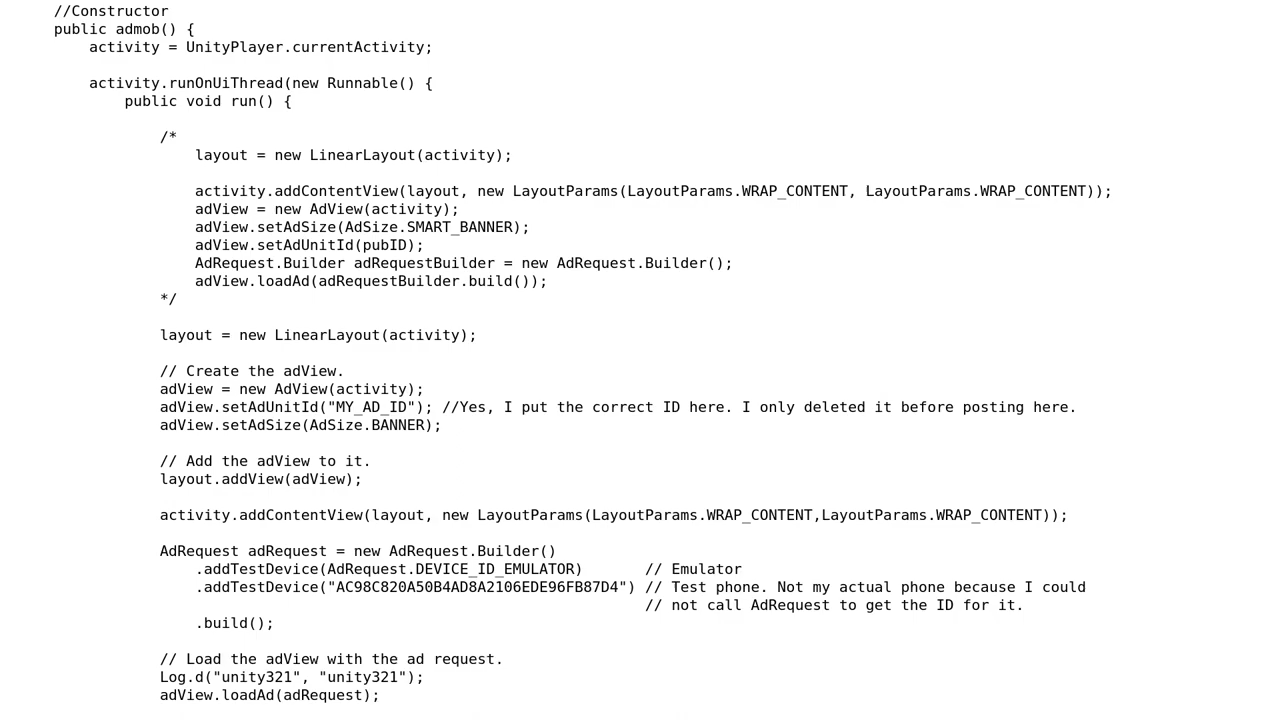 //Constructor
public admob() {
activity = UnityPlayer.currentActivity;
activity.runOnUiThread(new Runnable() {
public void run() {
/*
layout = new LinearLayout(activity);
activity.addContentView(layout, new LayoutParams(LayoutParams.WRAP_CONTENT, LayoutParams.WRAP_CONTENT));
adView = new AdView(activity);
adView.setAdSize(AdSize.SMART_BANNER);
adView.setAdUnitId(pubID);
AdRequest.Builder adRequestBuilder = new AdRequest.Builder();
adView.loadAd(adRequestBuilder.build());
*/
layout = new LinearLayout(activity);
// Create the adView.
adView = new AdView(activity);
adView.setAdUnitId("MY_AD_ID"); //Yes, I put the correct ID here. I only deleted it before posting here.
adView.setAdSize(AdSize.BANNER);
// Add the adView to it.
layout.addView(adView);
activity.addContentView(layout, new LayoutParams(LayoutParams.WRAP_CONTENT,LayoutParams.WRAP_CONTENT));
AdRequest adRequest = new AdRequest.Builder()
.addTestDevice(AdRequest.DEVICE_ID_EMULATOR) // Emulator
.addTestDevice("AC98C820A50B4AD8A2106EDE96FB87D4") // Test phone. Not my actual phone because I could
// not call AdRequest to get the ID for it.
.build();
// Load the adView with the ad request.
Log.d("unity321", "unity321");
adView.loadAd(adRequest);